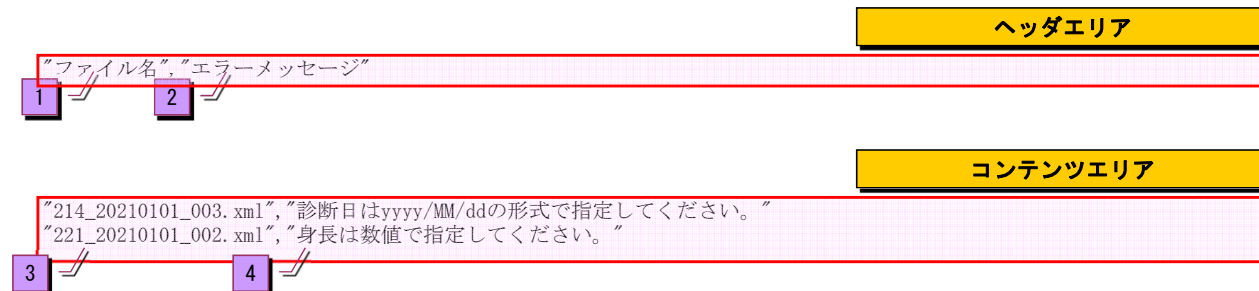 ヘッダエリア
"ファイル名","エラーメッセージ"
1
2
コンテンツエリア
"214_20210101_003.xml","診断日はyyyy/MM/ddの形式で指定してください。"
"221_20210101_002.xml","身長は数値で指定してください。"
3
4